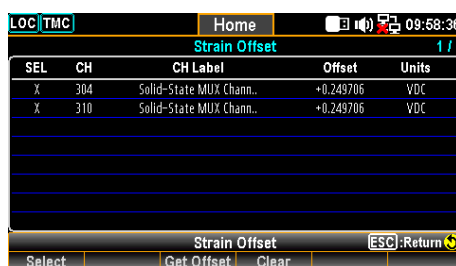 LOC TMC Home 09:58:36
Strain Offset 1 /
SEL CH CH Label Offset Units
X 304 Solid-State MUX Chann.. +0.249706 VDC
X 310 Solid-State MUX Chann.. +0.249706 VDC
Strain Offset ESC:Return
Select Get Offset Clear